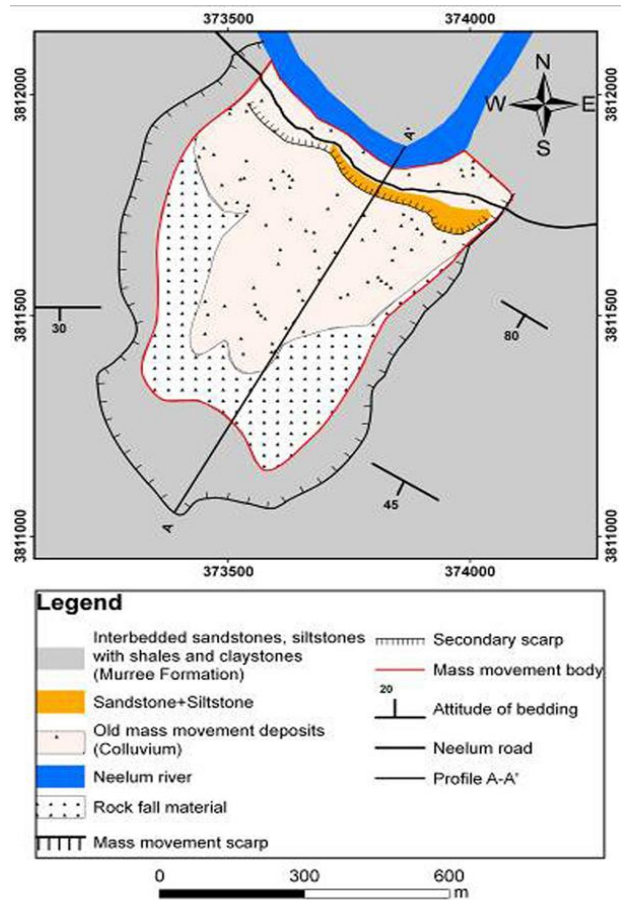 373500
374000
3812000
3812000
N
W
E
S
A'
3811500
3811500
30
80
45
A
3811000
3811000
373500
374000
Legend
Interbedded sandstones, siltstones
with shales and claystones
(Murree Formation)
Sandstone+Siltstone
Old mass movement deposits
(Colluvium)
Neelum river
Rock fall material
Mass movement scarp
Secondary scarp
Mass movement body
20
Attitude of bedding
Neelum road
Profile A-A'
0
300
600
m